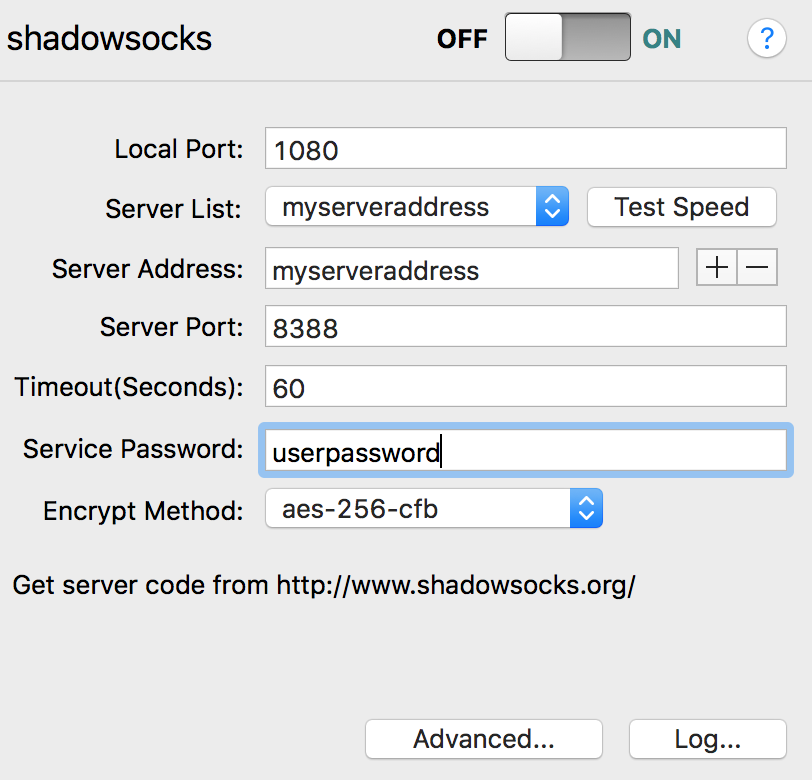 shadowsocks OFF ON ?
Local Port: 1080
Server List: myserveraddress Test Speed
Server Address: myserveraddress + −
Server Port: 8388
Timeout(Seconds): 60
Service Password: userpassword
Encrypt Method: aes-256-cfb
Get server code from http://www.shadowsocks.org/
Advanced... Log...